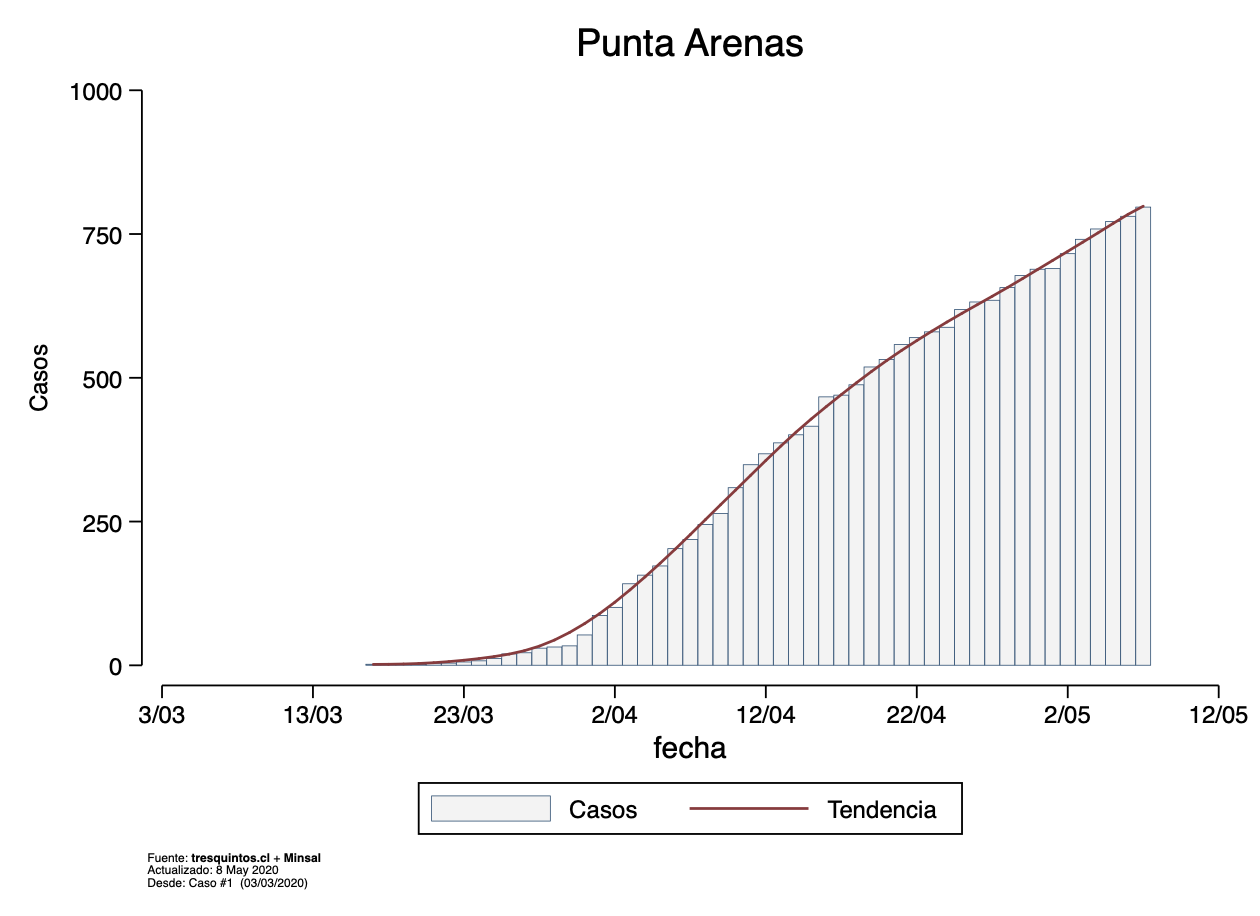 Punta Arenas
1000
750
500
250
0
Casos
3/03 13/03 23/03 2/04 12/04 22/04 2/05 12/05
fecha
Casos Tendencia
Fuente: tresquintos.cl + Minsal
Actualizado: 8 May 2020
Desde: Caso #1 (03/03/2020)